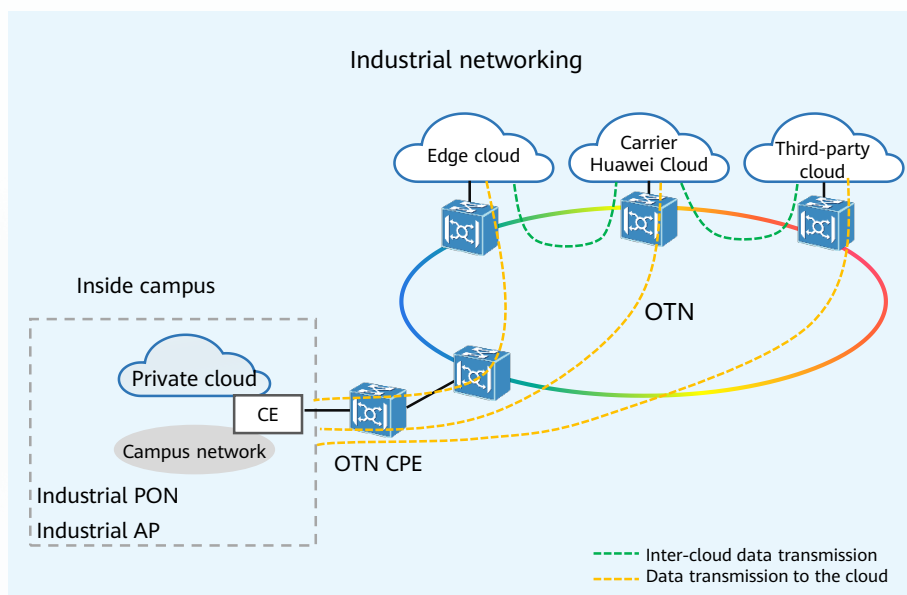 Industrial networking
Edge cloud
Carrier
Huawei Cloud
Third-party
cloud
Inside campus
OTN
Private cloud
CE
Campus network
OTN CPE
Industrial PON
Industrial AP
Inter-cloud data transmission
Data transmission to the cloud